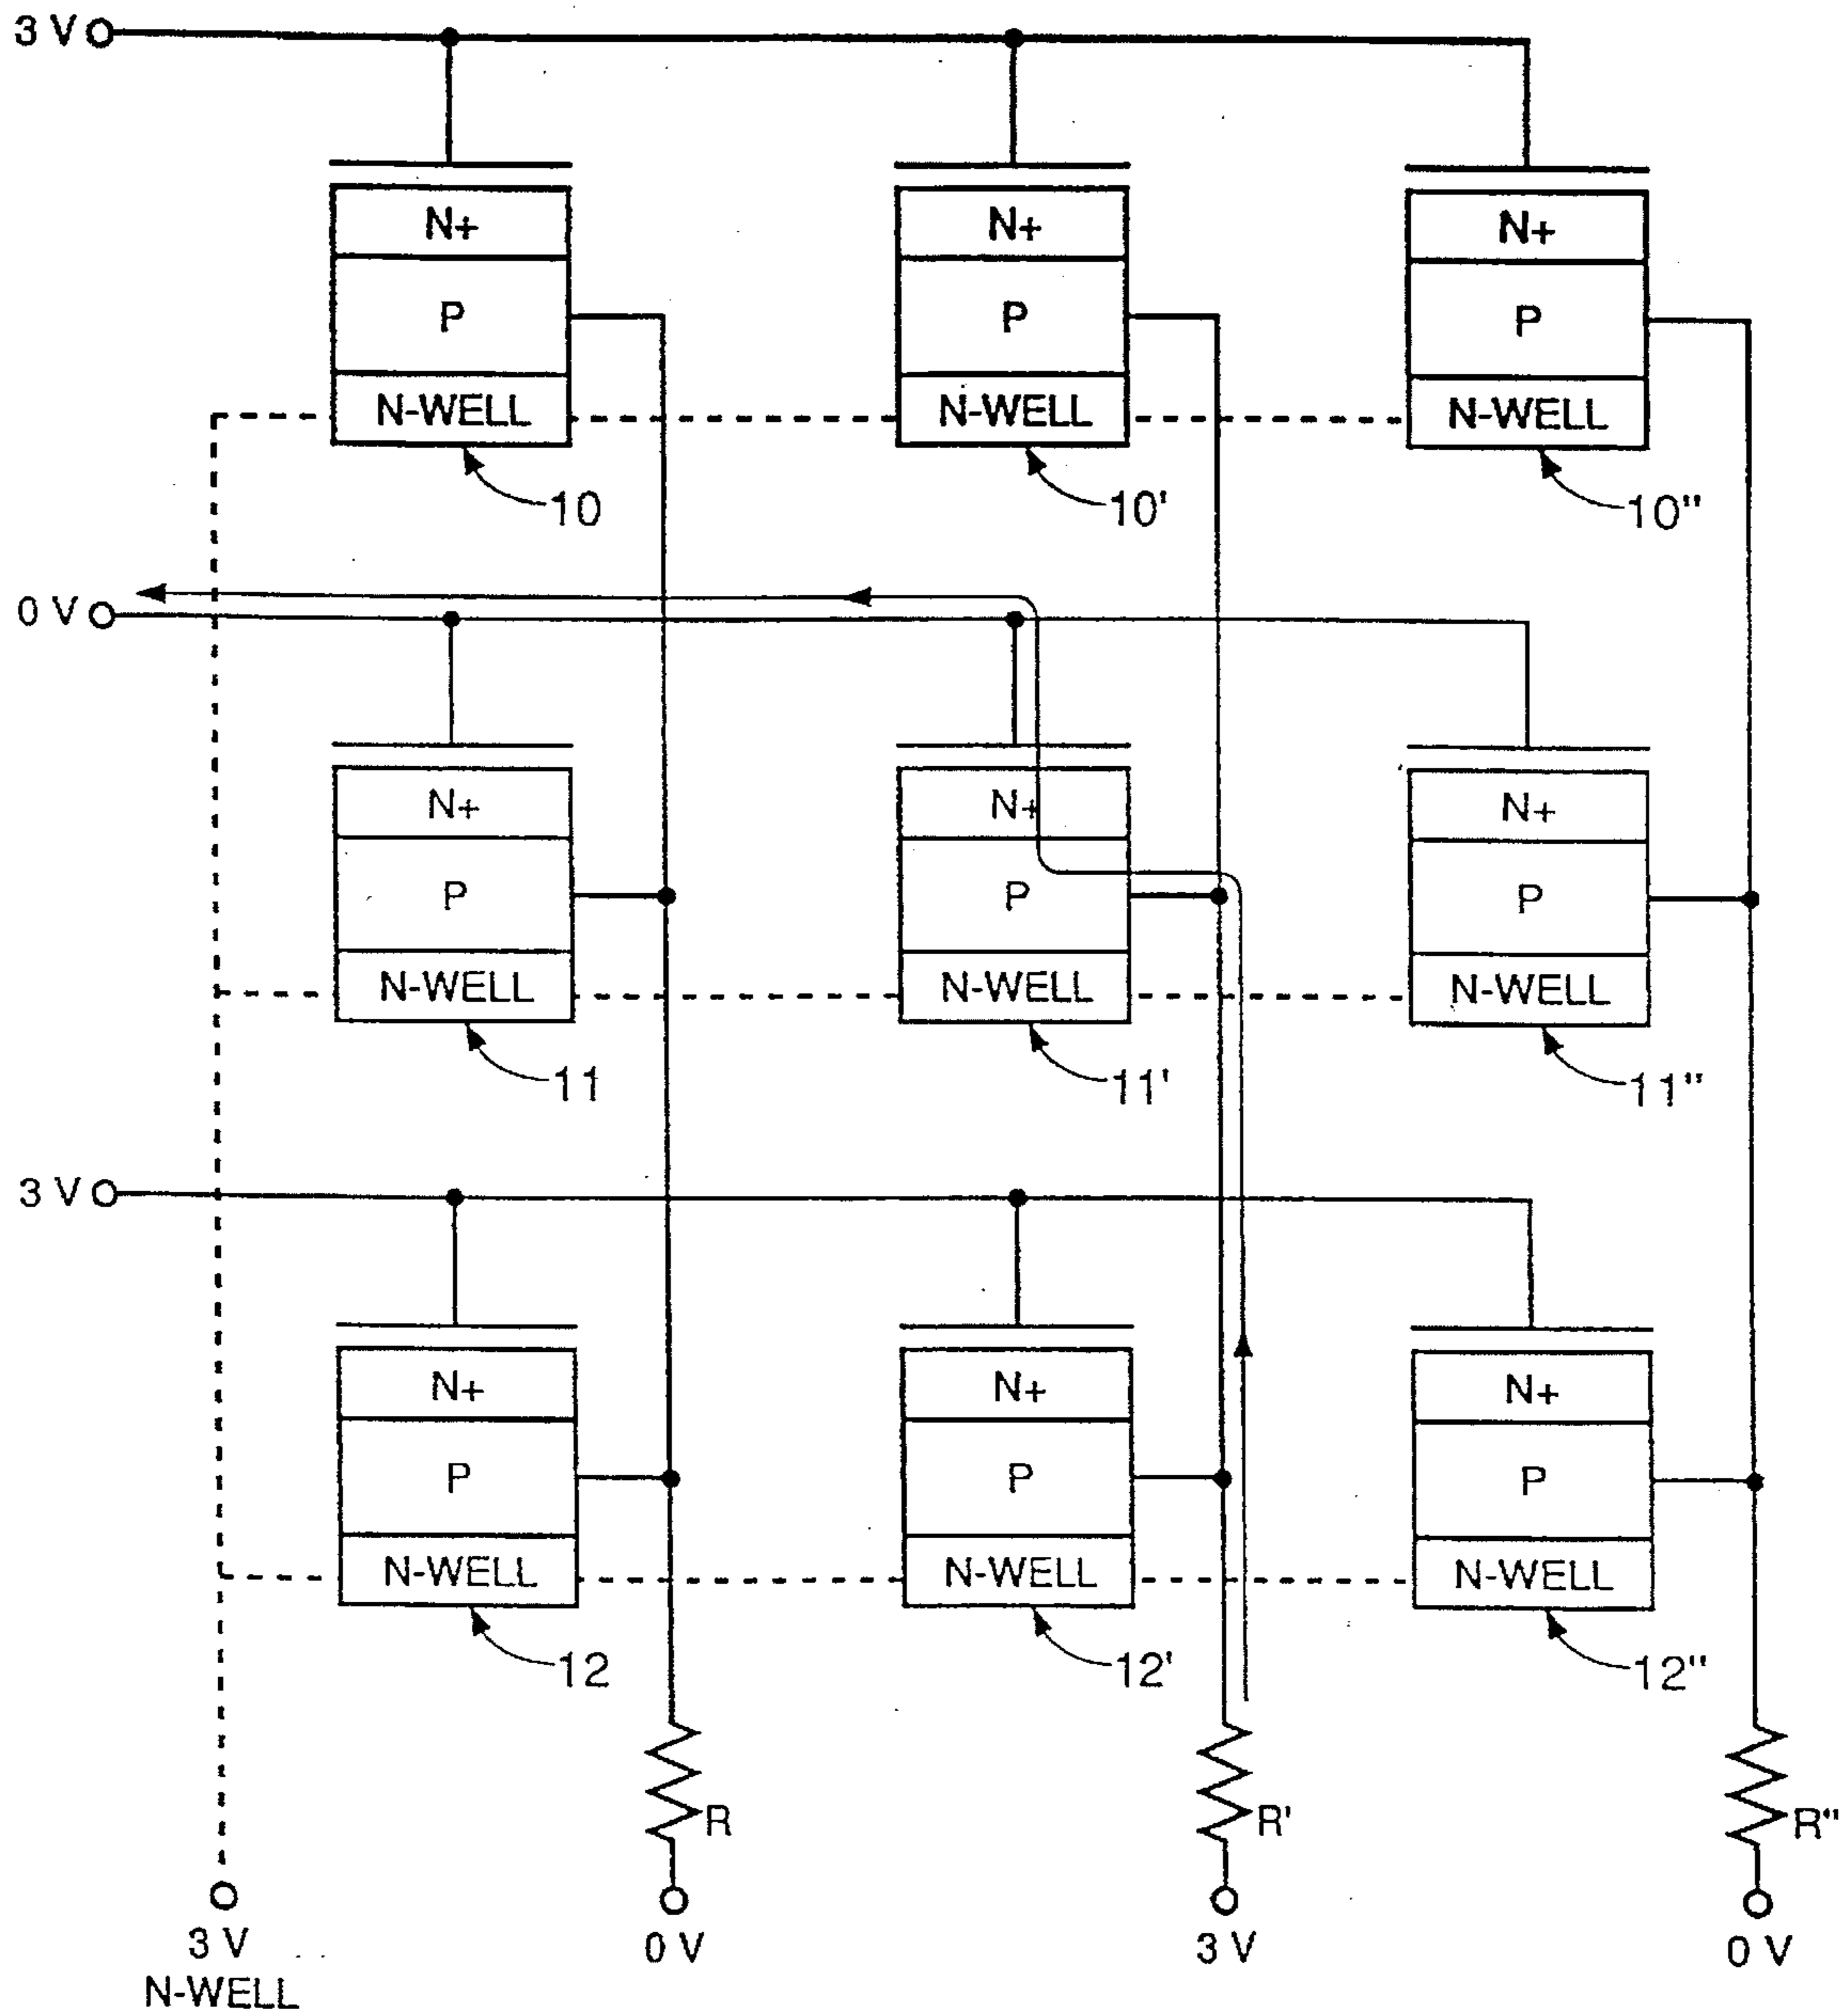 3 V
N+ N+ N+
P P P
N-WELL N-WELL N-WELL
10 10' 10"
0 V
N+ N+ N+
P P P
N-WELL N-WELL N-WELL
11 11' 11"
3 V
N+ N+ N+
P P P
N-WELL N-WELL N-WELL
12 12' 12"
R R' R"
3 V 0 V 3 V 0 V
N-WELL